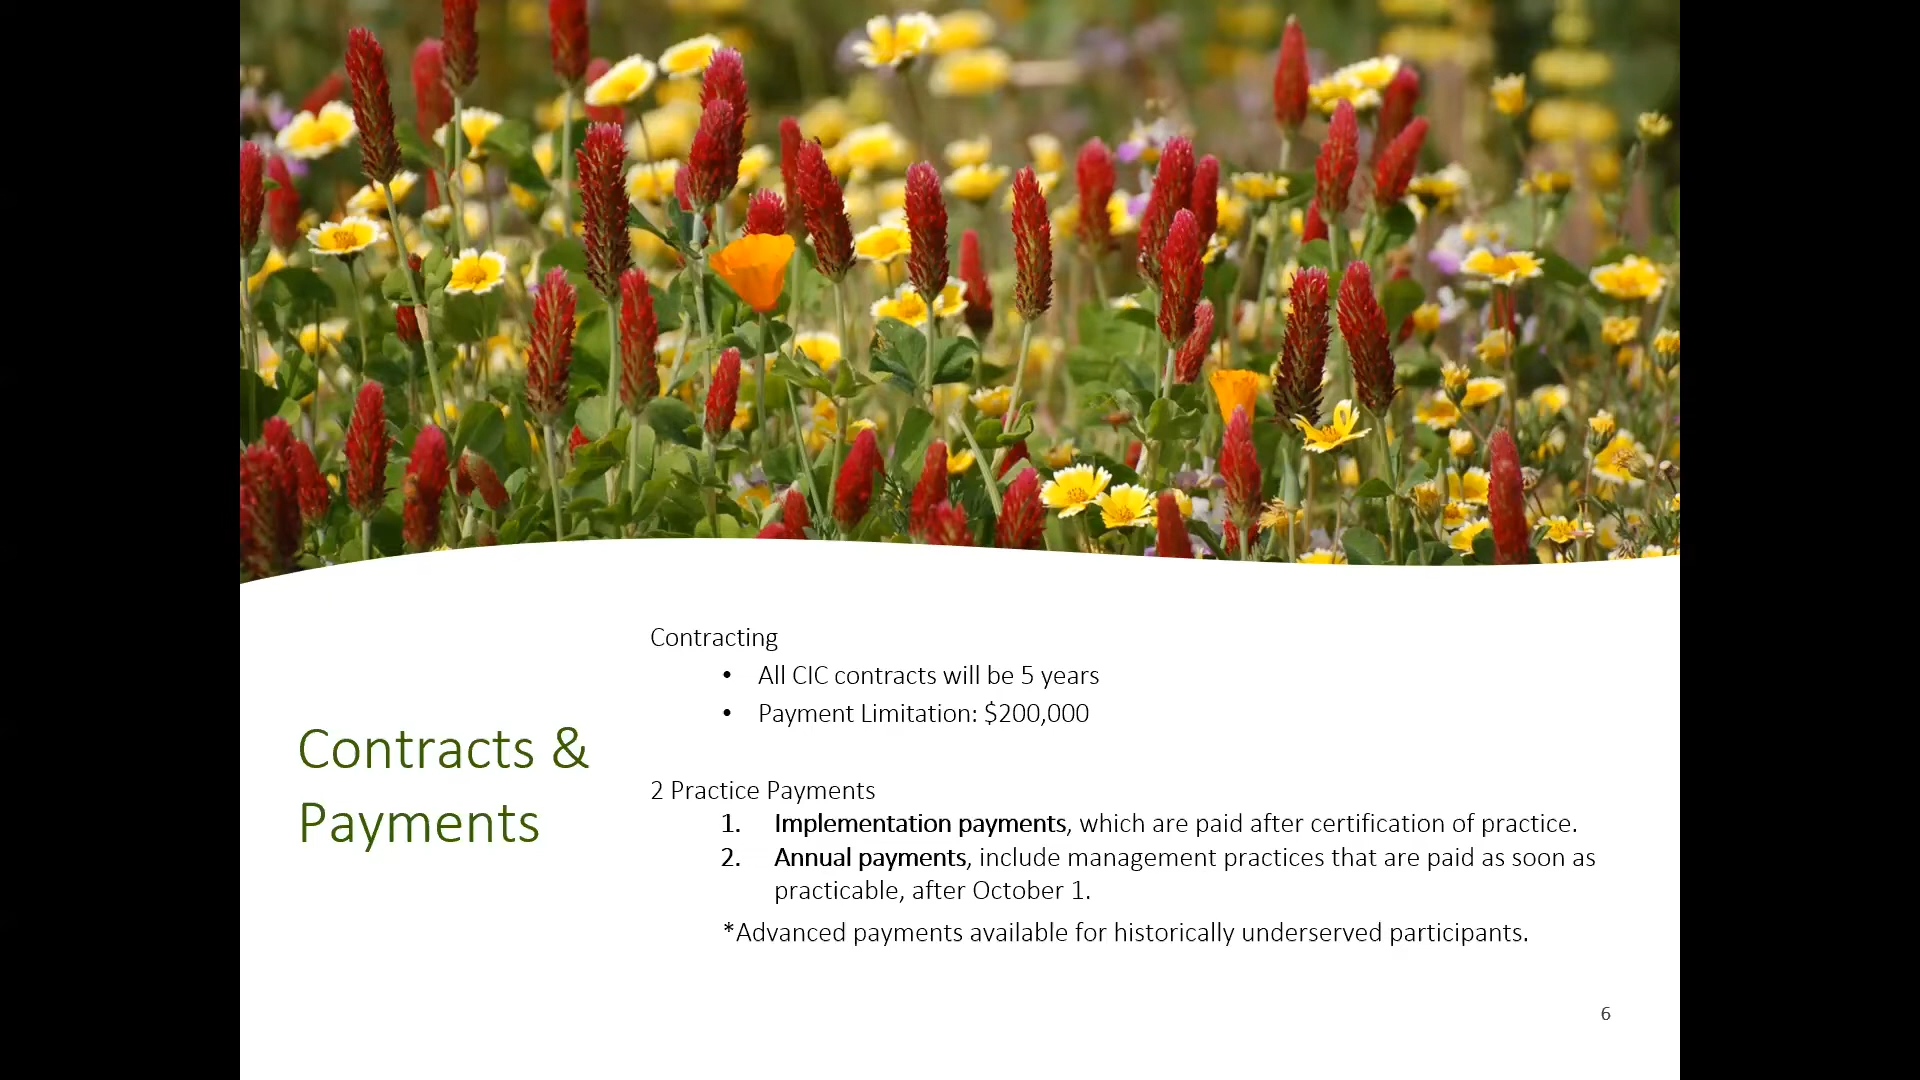 Contracts &
Payments
Contracting
• All CIC contracts will be 5 years
• Payment Limitation: $200,000
2 Practice Payments
1. Implementation payments, which are paid after certification of practice.
2. Annual payments, include management practices that are paid as soon as
practicable, after October 1.
*Advanced payments available for historically underserved participants.
6